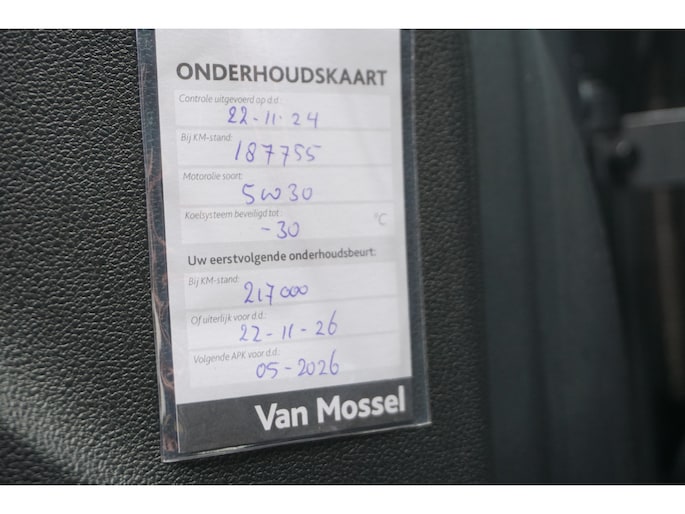 ONDERHOUDSKAART
Controle uitgevoerd op d.d.:
22-11-24
Bij KM-stand:
187755
Motorolie soort:
5W30
Koelsysteem beveiligd tot:
-30 °C
Uw eerstvolgende onderhoudsbeurt:
Bij KM-stand:
217000
Of uiterlijk voor d.d.:
22-11-26
Volgende APK voor d.d.:
05-2026
Van Mossel